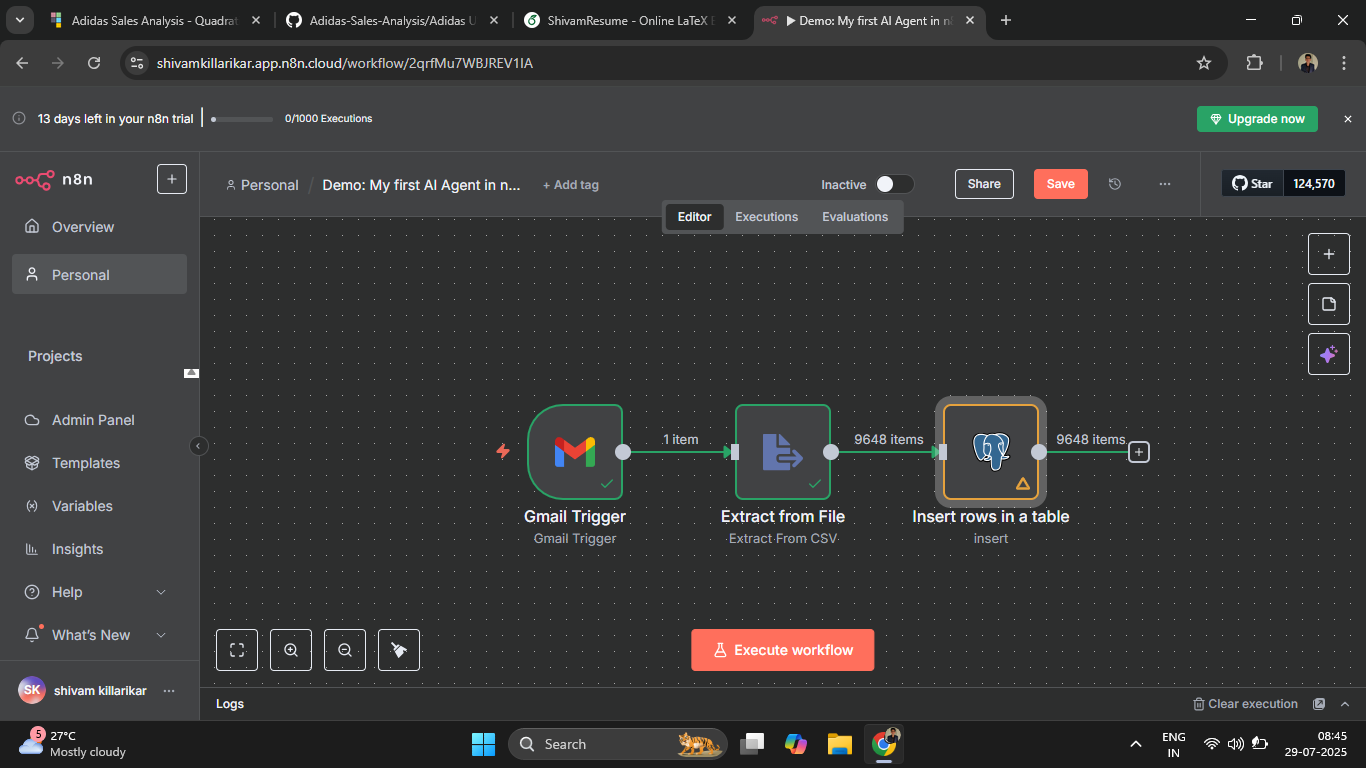 Adidas Sales Analysis - Quadrat
Adidas-Sales-Analysis/Adidas U
ShivamResume - Online LaTeX E
▶ Demo: My first AI Agent in n8
shivamkillarikar.app.n8n.cloud/workflow/2qrfMu7WBJREV1IA
13 days left in your n8n trial
0/1000 Executions
Upgrade now
n8n
Personal / Demo: My first AI Agent in n...
+ Add tag
Inactive
Share
Save
Star
124,570
Editor
Executions
Evaluations
Overview
Personal
Projects
Admin Panel
Templates
Variables
Insights
Help
What's New
SK
shivam killarikar
1 item
9648 items
9648 items
Gmail Trigger
Gmail Trigger
Extract from File
Extract From CSV
Insert rows in a table
insert
Execute workflow
Logs
Clear execution
5
27°C
Mostly cloudy
Search
ENG
IN
08:45
29-07-2025